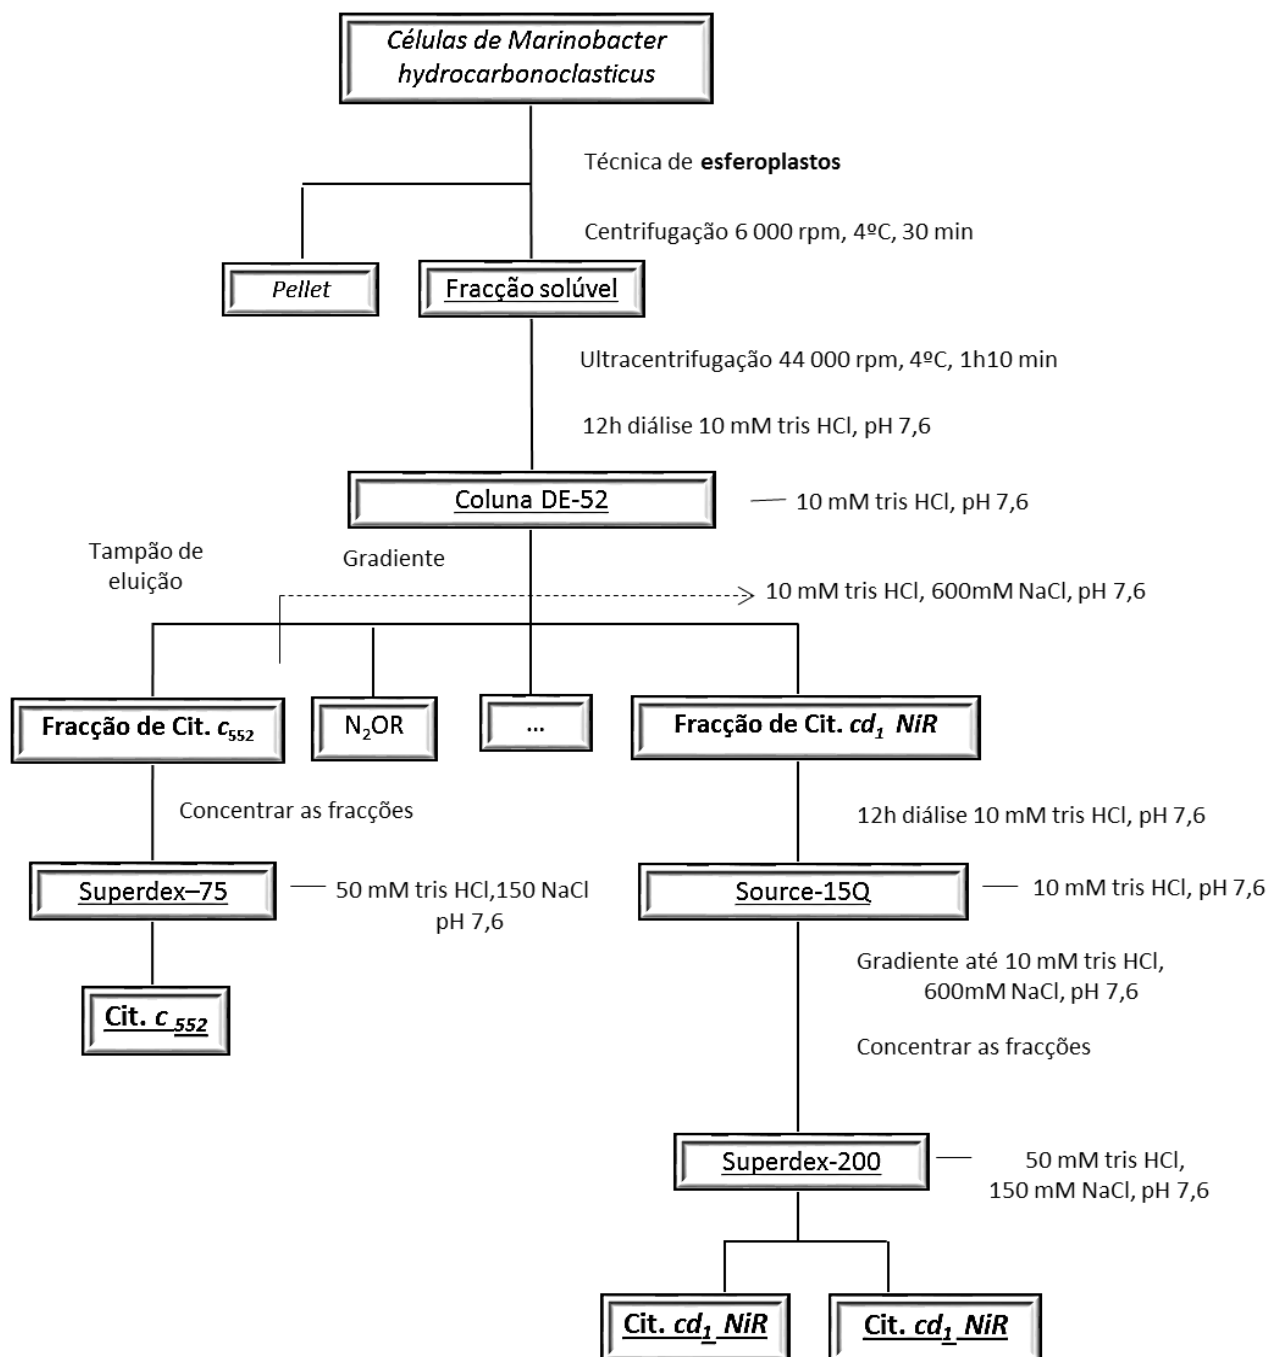 Células de Marinobacter
hydrocarbonoclasticus
Técnica de esferoplastos
Centrifugação 6 000 rpm, 4ºC, 30 min
Pellet
Fracção solúvel
Ultracentrifugação 44 000 rpm, 4ºC, 1h10 min
12h diálise 10 mM tris HCl, pH 7,6
Coluna DE-52
10 mM tris HCl, pH 7,6
Tampão de
eluição
Gradiente
10 mM tris HCl, 600mM NaCl, pH 7,6
Fracção de Cit. c552
N2OR
...
Fracção de Cit. cd1 NiR
Concentrar as fracções
12h diálise 10 mM tris HCl, pH 7,6
Superdex–75
50 mM tris HCl,150 NaCl
pH 7,6
Source-15Q
10 mM tris HCl, pH 7,6
Gradiente até 10 mM tris HCl,
600mM NaCl, pH 7,6
Cit. c 552
Concentrar as fracções
Superdex-200
50 mM tris HCl,
150 mM NaCl, pH 7,6
Cit. cd1 NiR
Cit. cd1 NiR